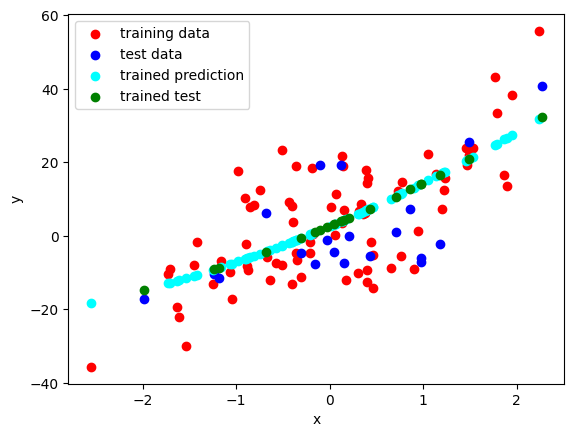 60
40
20
0
−20
−40
y
training data
test data
trained prediction
trained test
−2
−1
0
1
2
x